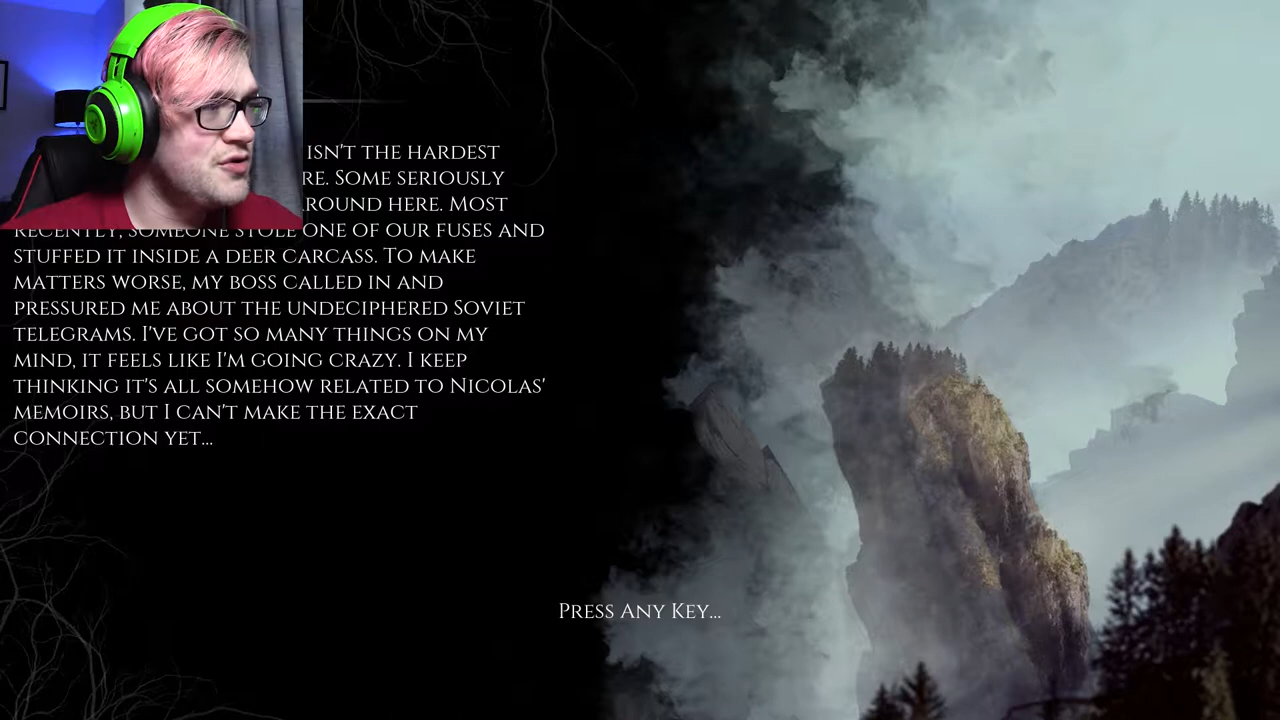 ISN'T THE HARDEST
RE. SOME SERIOUSLY
ROUND HERE. MOST
RECENTLY, SOMEONE STOLE ONE OF OUR FUSES AND
STUFFED IT INSIDE A DEER CARCASS. TO MAKE
MATTERS WORSE, MY BOSS CALLED IN AND
PRESSURED ME ABOUT THE UNDECIPHERED SOVIET
TELEGRAMS. I'VE GOT SO MANY THINGS ON MY
MIND, IT FEELS LIKE I'M GOING CRAZY. I KEEP
THINKING IT'S ALL SOMEHOW RELATED TO NICOLAS'
MEMOIRS, BUT I CAN'T MAKE THE EXACT
CONNECTION YET...
PRESS ANY KEY...